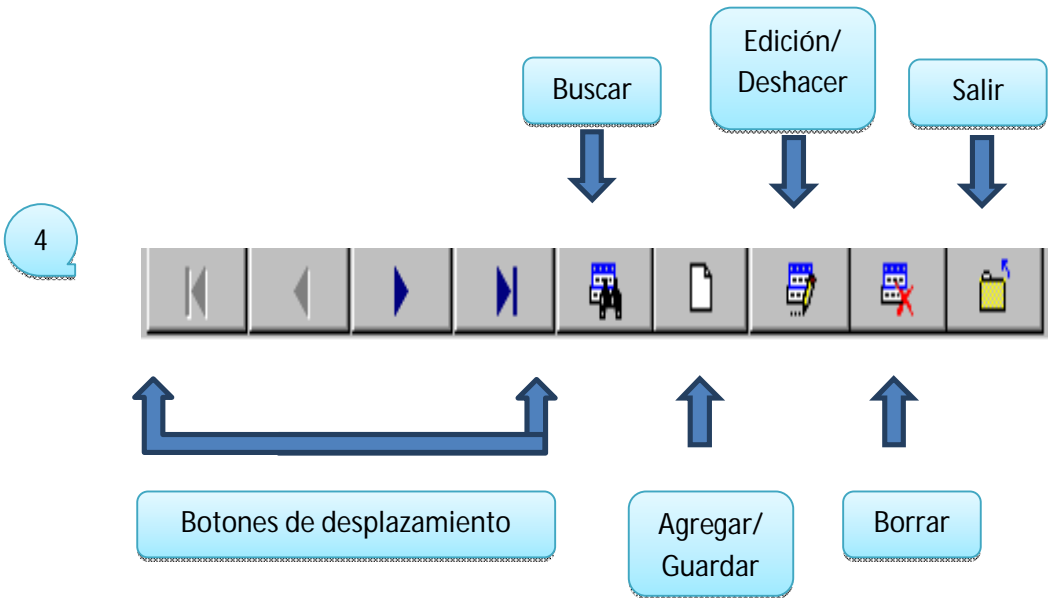 Edición/
Deshacer
Buscar
Salir
4
Botones de desplazamiento
Agregar/
Guardar
Borrar